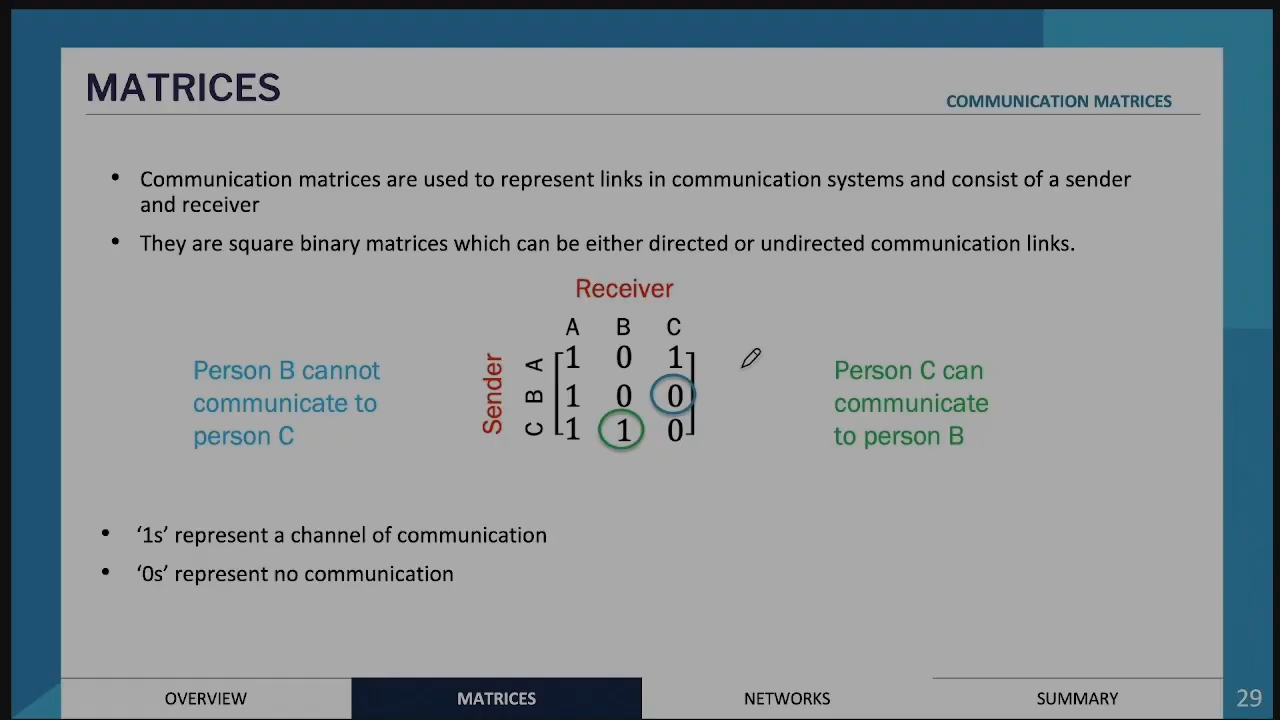 MATRICES
COMMUNICATION MATRICES
• Communication matrices are used to represent links in communication systems and consist of a sender
and receiver
• They are square binary matrices which can be either directed or undirected communication links.
Receiver
A B C
Sender
A 1 0 1
B 1 0 0
C 1 1 0
Person B cannot
communicate to
person C
Person C can
communicate
to person B
• ‘1s’ represent a channel of communication
• ‘0s’ represent no communication
OVERVIEW
MATRICES
NETWORKS
SUMMARY
29